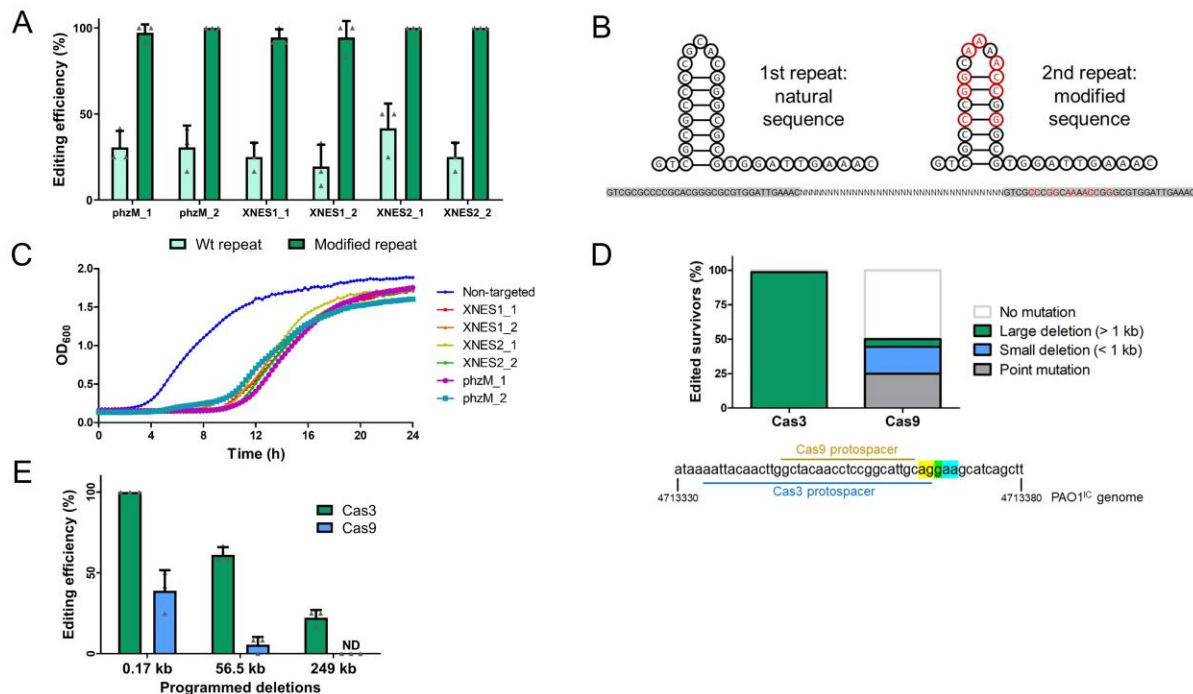 A
Editing efficiency (%)
100
50
0
phzM_1
phzM_2
XNES1_1
XNES1_2
XNES2_1
XNES2_2
Wt repeat
Modified repeat
B
1st repeat:
natural
sequence
2nd repeat:
modified
sequence
GTCGCGCCCCGCACGGGCGCGTGGATTGAAACNNNNNNNNNNNNNNNNNNNNNNNNNNNNNNNNNNGTCGCCCGGCAAAACCGGGCGTGGATTGAAAC
C
OD600
2.0
1.5
1.0
0.5
0.0
0
4
8
12
16
20
24
Time (h)
Non-targeted
XNES1_1
XNES1_2
XNES2_1
XNES2_2
phzM_1
phzM_2
D
Edited survivors (%)
100
75
50
25
0
Cas3
Cas9
No mutation
Large deletion (> 1 kb)
Small deletion (< 1 kb)
Point mutation
Cas9 protospacer
ataaaattacaacttggctacaacctccggcattgcaggaagcatcagctt
Cas3 protospacer
4713330
4713380
PAO1IC genome
E
Editing efficiency (%)
100
50
0
Cas3
Cas9
ND
0.17 kb
56.5 kb
249 kb
Programmed deletions